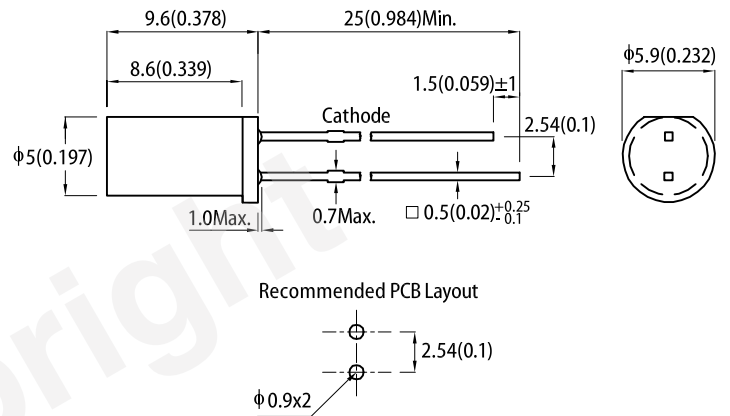 9.6(0.378)
25(0.984)Min.
ϕ5.9(0.232)
8.6(0.339)
1.5(0.059)±1
Cathode
2.54(0.1)
ϕ5(0.197)
1.0Max.
0.7Max.
□ 0.5(0.02)+0.25
- 0.1
Recommended PCB Layout
2.54(0.1)
ϕ0.9x2
bright